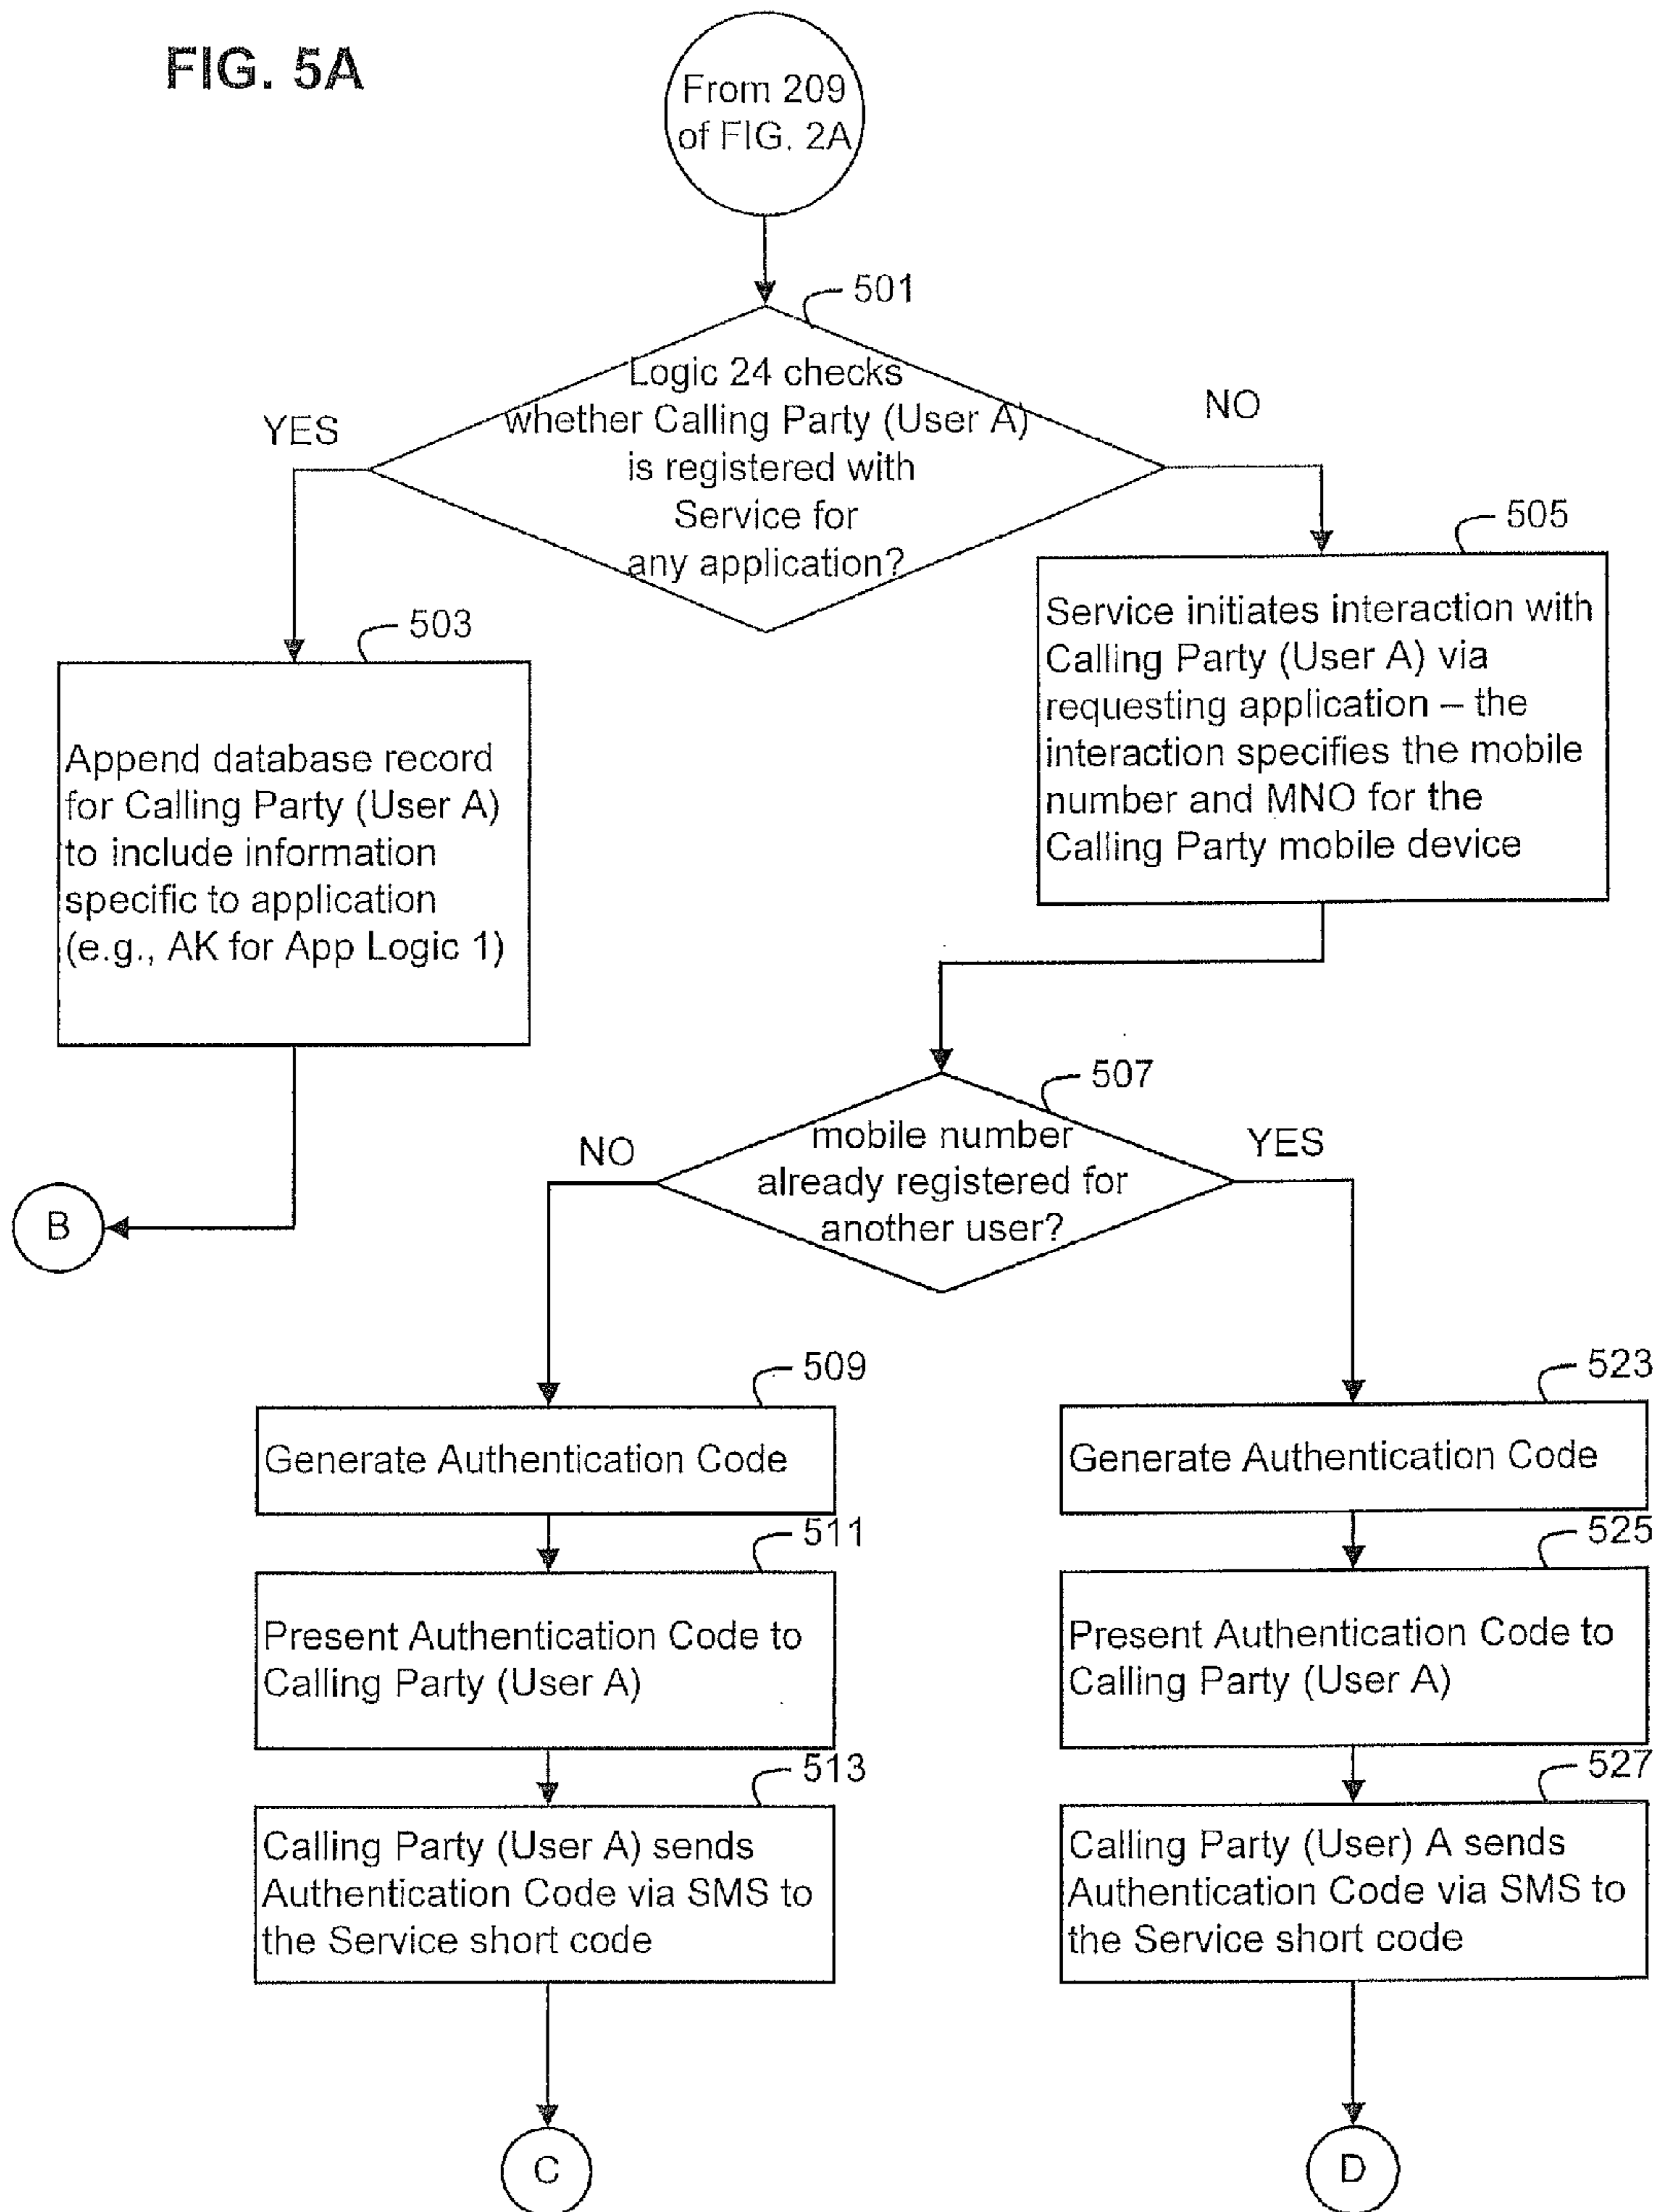 FIG. 5A
From 209
of FIG. 2A
501
Logic 24 checks
whether Calling Party (User A)
is registered with
Service for
any application?
YES
NO
503
Append database record
for Calling Party (User A)
to include information
specific to application
(e.g., AK for App Logic 1)
B
505
Service initiates interaction with
Calling Party (User A) via
requesting application – the
interaction specifies the mobile
number and MNO for the
Calling Party mobile device
507
mobile number
already registered for
another user?
NO
YES
509
Generate Authentication Code
511
Present Authentication Code to
Calling Party (User A)
513
Calling Party (User A) sends
Authentication Code via SMS to
the Service short code
C
523
Generate Authentication Code
525
Present Authentication Code to
Calling Party (User A)
527
Calling Party (User) A sends
Authentication Code via SMS to
the Service short code
D